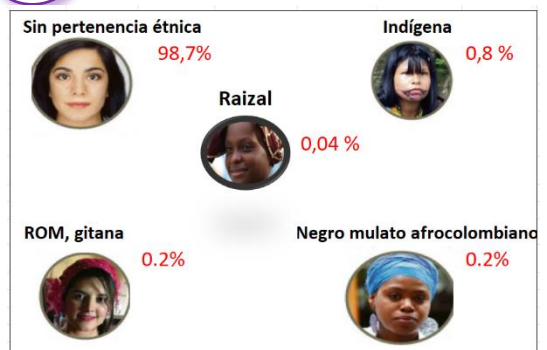 Sin pertenencia étnica
98,7%
Indígena
0,8 %
Raizal
0,04 %
ROM, gitana
0.2%
Negro mulato afrocolombiano
0.2%